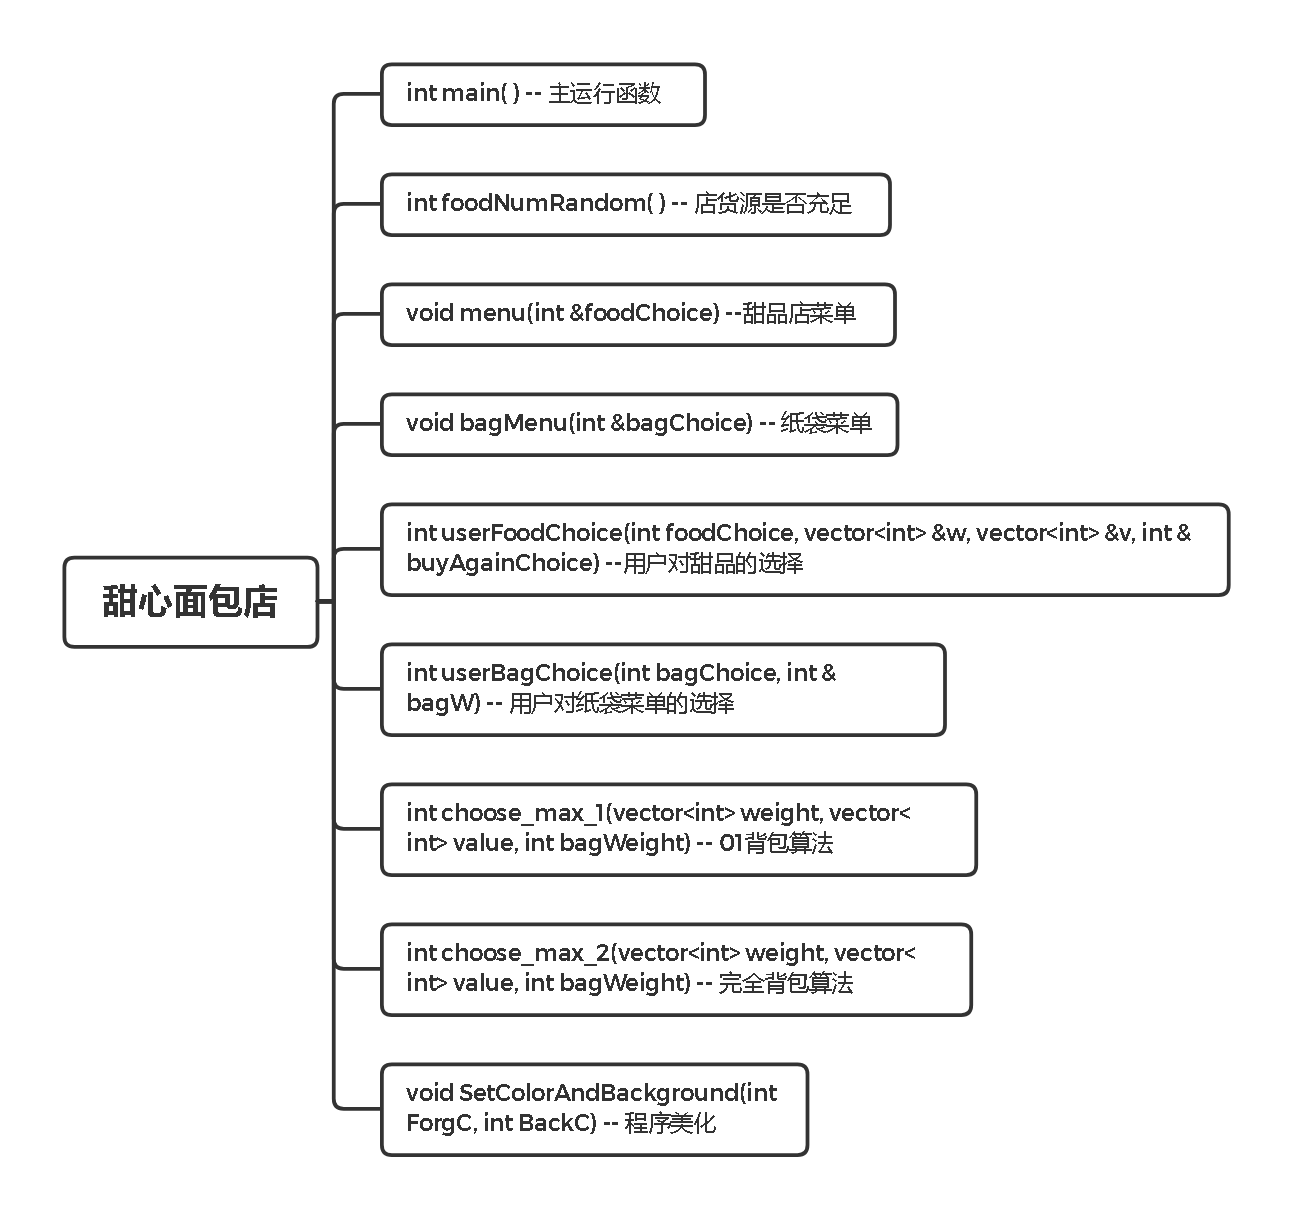 int main( ) -- 主运行函数
int foodNumRandom( ) -- 店货源是否充足
void menu(int &foodChoice) --甜品店菜单
void bagMenu(int &bagChoice) -- 纸袋菜单
int userFoodChoice(int foodChoice, vector<int> &w, vector<int> &v, int &
buyAgainChoice) --用户对甜品的选择
甜心面包店
int userBagChoice(int bagChoice, int &
bagW) -- 用户对纸袋菜单的选择
int choose_max_1(vector<int> weight, vector<
int> value, int bagWeight) -- 01背包算法
int choose_max_2(vector<int> weight, vector<
int> value, int bagWeight) -- 完全背包算法
void SetColorAndBackground(int
ForgC, int BackC) -- 程序美化